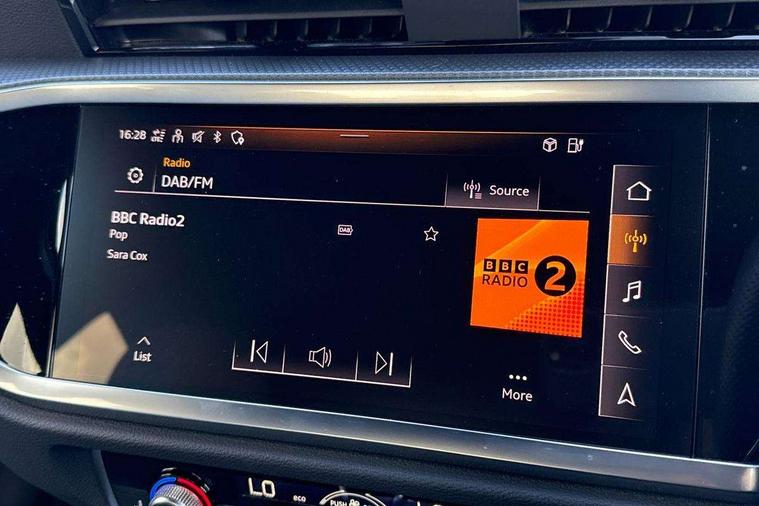 16:28
Radio
DAB/FM
Source
BBC Radio2
DAB
Pop
Sara Cox
BBC
RADIO
2
List
More
LO
eco
PUSH